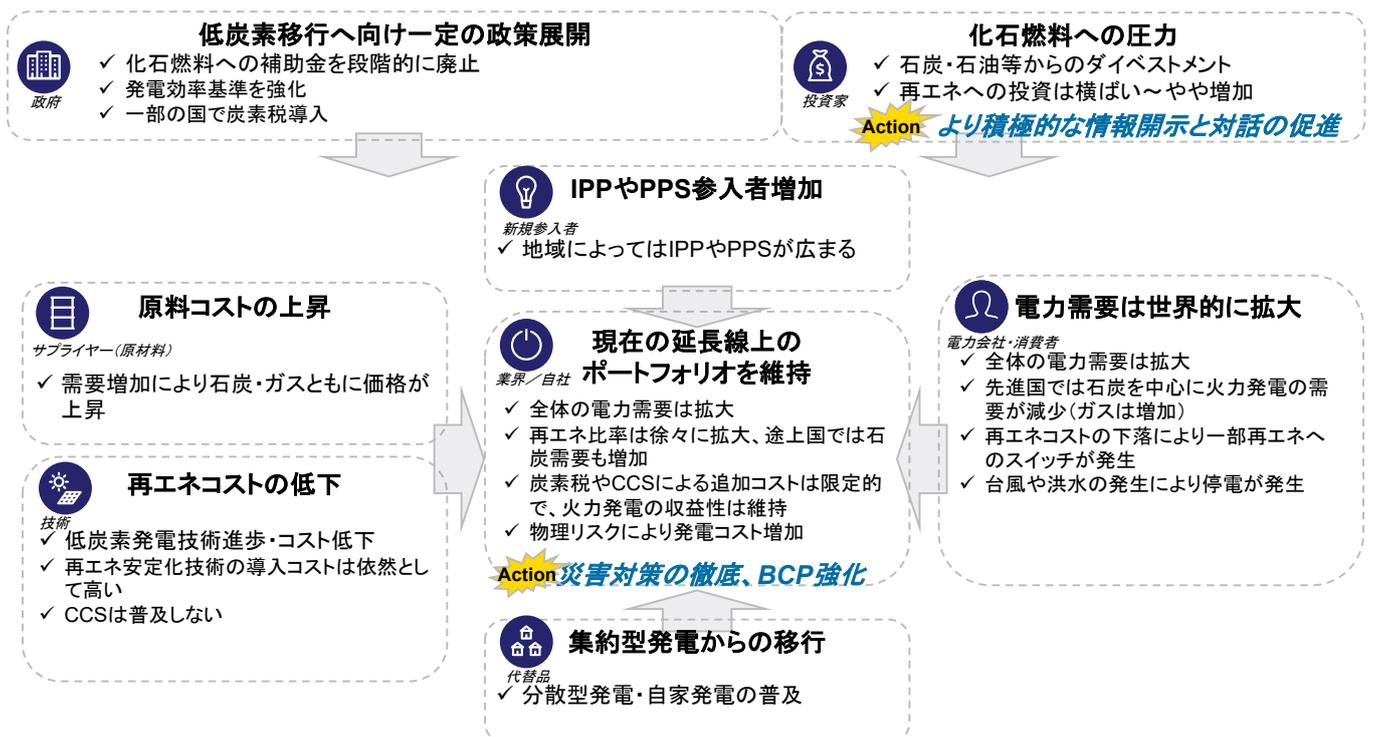 低炭素移行へ向け一定の政策展開
政府
✓ 化石燃料への補助金を段階的に廃止
✓ 発電効率基準を強化
✓ 一部の国で炭素税導入
化石燃料への圧力
投資家
✓ 石炭・石油等からのダイベストメント
✓ 再エネへの投資は横ばい～やや増加
Action より積極的な情報開示と対話の促進
IPPやPPS参入者増加
新規参入者
✓ 地域によってはIPPやPPSが広まる
原料コストの上昇
サプライヤー（原材料）
✓ 需要増加により石炭・ガスともに価格が
上昇
再エネコストの低下
技術
✓ 低炭素発電技術進歩・コスト低下
✓ 再エネ安定化技術の導入コストは依然とし
て高い
✓ CCSは普及しない
現在の延長線上の
ポートフォリオを維持
業界／自社
✓ 全体の電力需要は拡大
✓ 再エネ比率は徐々に拡大、途上国では石
炭需要も増加
✓ 炭素税やCCSによる追加コストは限定的
で、火力発電の収益性は維持
✓ 物理リスクにより発電コスト増加
Action 災害対策の徹底、BCP強化
電力需要は世界的に拡大
電力会社・消費者
✓ 全体の電力需要は拡大
✓ 先進国では石炭を中心に火力発電の需
要が減少（ガスは増加）
✓ 再エネコストの下落により一部再エネへ
のスイッチが発生
✓ 台風や洪水の発生により停電が発生
集約型発電からの移行
代替品
✓ 分散型発電・自家発電の普及